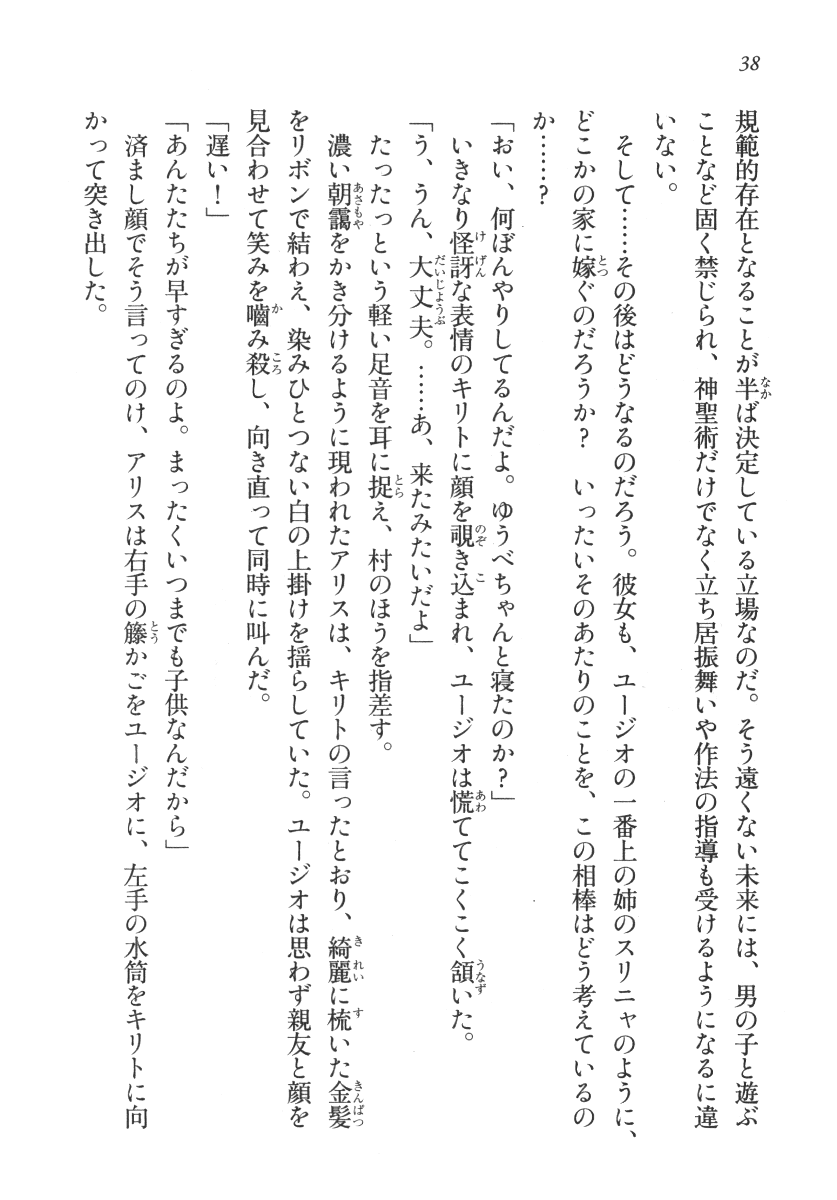 38
規範的存在となることが半ば決定している立場なのだ。そう遠くない未来には、男の子と遊ぶ
ことなど固く禁じられ、神聖術だけでなく立ち居振舞いや作法の指導も受けるようになるに違
いない。
そして……その後はどうなるのだろう。彼女も、ユージオの一番上の姉のスリニャのように、
どこかの家に嫁ぐのだろうか? いったいそのあたりのことを、この相棒はどう考えているの
か……?
「おい、何ぼんやりしてるんだよ。ゆうべちゃんと寝たのか?」
いきなり怪訝な表情のキリトに顔を覗き込まれ、ユージオは慌ててこくこく頷いた。
「う、うん、大丈夫。……あ、来たみたいだよ」
たったっという軽い足音を耳に捉え、村のほうを指差す。
濃い朝靄をかき分けるように現われたアリスは、キリトの言ったとおり、綺麗に梳いた金髪
をリボンで結わえ、染みひとつない白の上掛けを揺らしていた。ユージオは思わず親友と顔を
見合わせて笑みを嚙み殺し、向き直って同時に叫んだ。
「遅い!」
「あんたたちが早すぎるのよ。まったくいつまでも子供なんだから」
済まし顔でそう言ってのけ、アリスは右手の籐かごをユージオに、左手の水筒をキリトに向
かって突き出した。